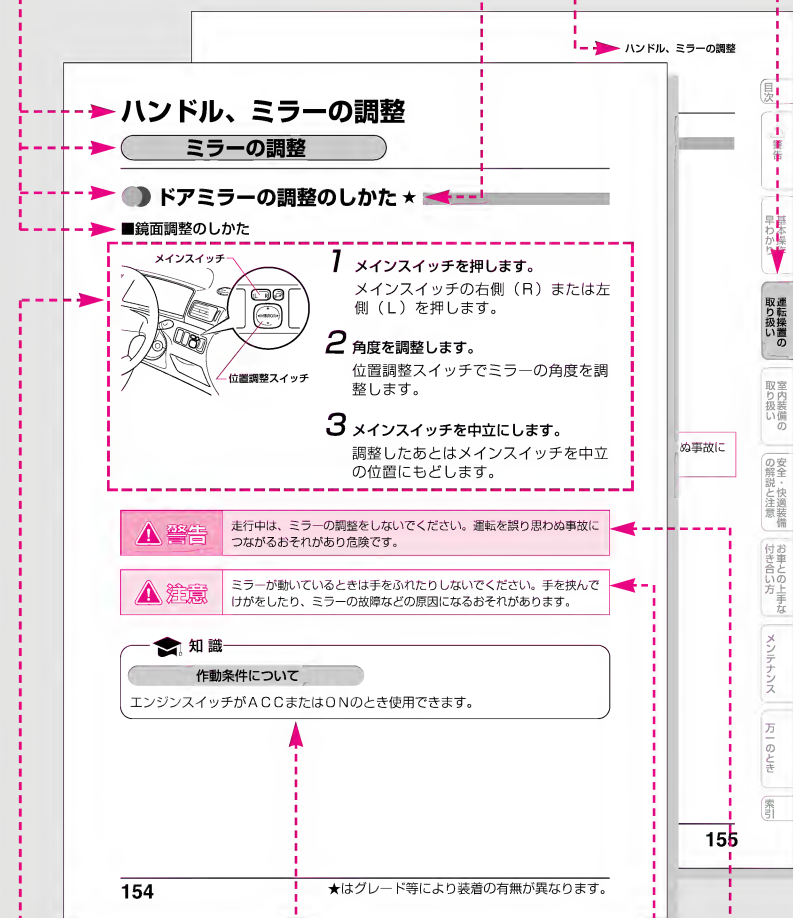 ハンドル、ミラーの調整
ハンドル、ミラーの調整
ミラーの調整
ドアミラーの調整のしかた ★
■鏡面調整のしかた
メインスイッチ
位置調整スイッチ
1 メインスイッチを押します。
メインスイッチの右側（Ｒ）または左
側（Ｌ）を押します。
2 角度を調整します。
位置調整スイッチでミラーの角度を調
整します。
3 メインスイッチを中立にします。
調整したあとはメインスイッチを中立
の位置にもどします。
警告
走行中は、ミラーの調整をしないでください。運転を誤り思わぬ事故に
つながるおそれがあり危険です。
注意
ミラーが動いているときは手をふれたりしないでください。手を挟んで
けがをしたり、ミラーの故障などの原因になるおそれがあります。
知 識
作動条件について
エンジンスイッチがＡＣＣまたはＯＮのとき使用できます。
154
★はグレード等により装着の有無が異なります。
ぬ事故に
155
目次
警告
基本操作
早わかり
運転操置の
取り扱い
室内装備の
取り扱い
安全・快適装備
の解説と注意
お車との上手な
付き合い方
メンテナンス
万一のとき
索引